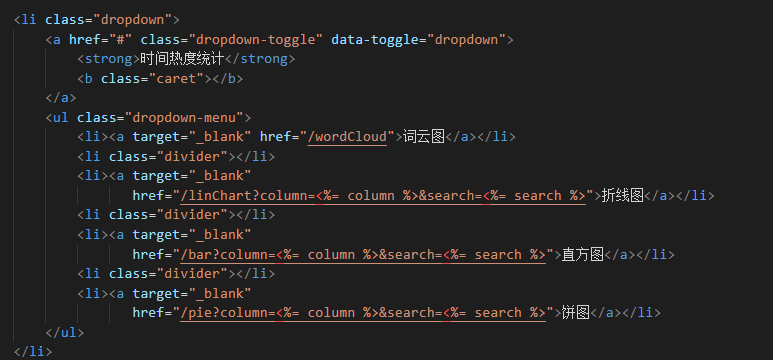 <li class="dropdown">
    <a href="#" class="dropdown-toggle" data-toggle="dropdown">
        <strong>时间热度统计</strong>
        <b class="caret"></b>
    </a>
    <ul class="dropdown-menu">
        <li><a target="_blank" href="/wordCloud">词云图</a></li>
        <li class="divider"></li>
        <li><a target="_blank"
               href="/linChart?column=<%= column %>&search=<%= search %>">折线图</a></li>
        <li class="divider"></li>
        <li><a target="_blank"
               href="/bar?column=<%= column %>&search=<%= search %>">直方图</a></li>
        <li class="divider"></li>
        <li><a target="_blank"
               href="/pie?column=<%= column %>&search=<%= search %>">饼图</a></li>
    </ul>
</li>